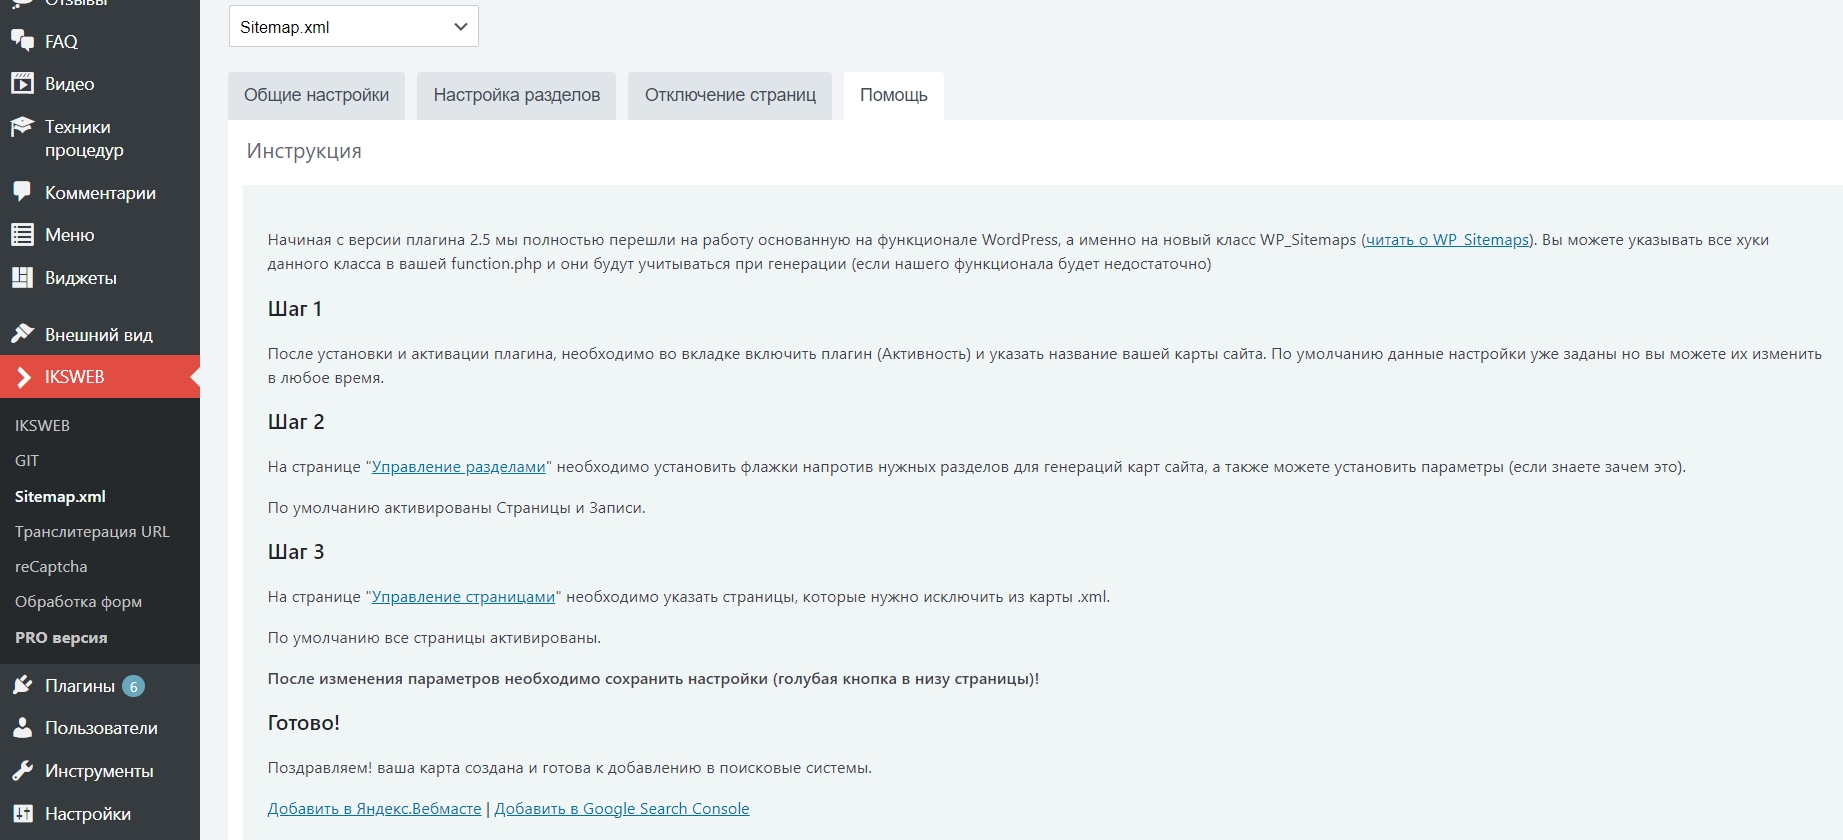 Отзывы
FAQ
Видео
Техники
процедур
Комментарии
Меню
Виджеты
Внешний вид
IKSWEB
IKSWEB
GIT
Sitemap.xml
Транслитерация URL
reCaptcha
Обработка форм
PRO версия
Плагины 6
Пользователи
Инструменты
Настройки
Sitemap.xml
Общие настройки
Настройка разделов
Отключение страниц
Помощь
Инструкция
Начиная с версии плагина 2.5 мы полностью перешли на работу основанную на функционале WordPress, а именно на новый класс WP_Sitemaps (читать о WP_Sitemaps). Вы можете указывать все хуки
данного класса в вашей function.php и они будут учитываться при генерации (если нашего функционала будет недостаточно)
Шаг 1
После установки и активации плагина, необходимо во вкладке включить плагин (Активность) и указать название вашей карты сайта. По умолчанию данные настройки уже заданы но вы можете их изменить
в любое время.
Шаг 2
На странице "Управление разделами" необходимо установить флажки напротив нужных разделов для генераций карт сайта, а также можете установить параметры (если знаете зачем это).
По умолчанию активированы Страницы и Записи.
Шаг 3
На странице "Управление страницами" необходимо указать страницы, которые нужно исключить из карты .xml.
По умолчанию все страницы активированы.
После изменения параметров необходимо сохранить настройки (голубая кнопка в низу страницы)!
Готово!
Поздравляем! ваша карта создана и готова к добавлению в поисковые системы.
Добавить в Яндекс.Вебмасте | Добавить в Google Search Console